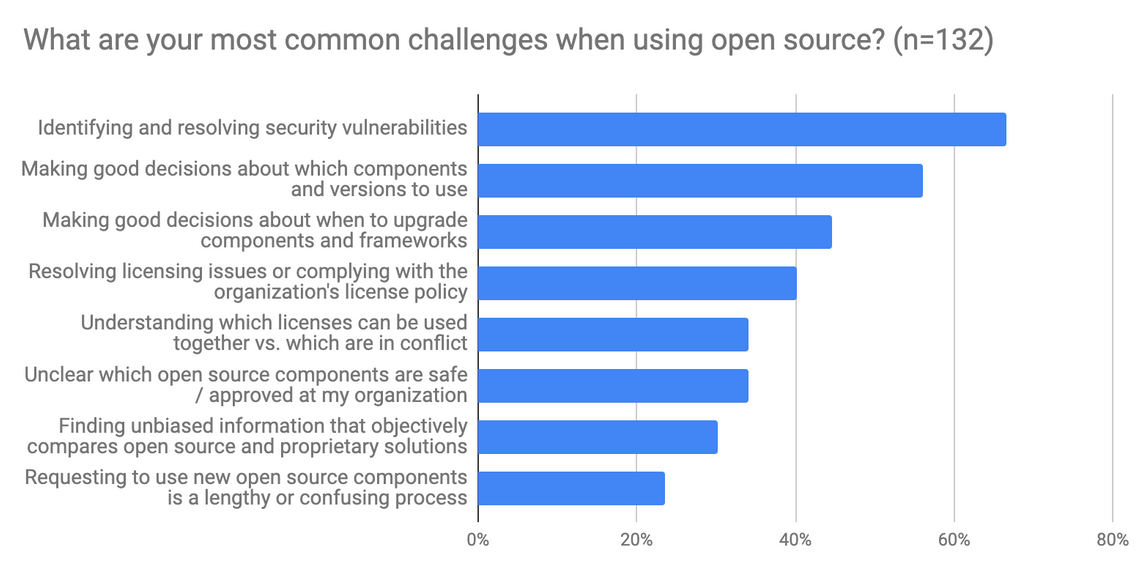 What are your most common challenges when using open source? (n=132)
Identifying and resolving security vulnerabilities
Making good decisions about which components
and versions to use
Making good decisions about when to upgrade
components and frameworks
Resolving licensing issues or complying with the
organization's license policy
Understanding which licenses can be used
together vs. which are in conflict
Unclear which open source components are safe
/ approved at my organization
Finding unbiased information that objectively
compares open source and proprietary solutions
Requesting to use new open source components
is a lengthy or confusing process
0%
20%
40%
60%
80%